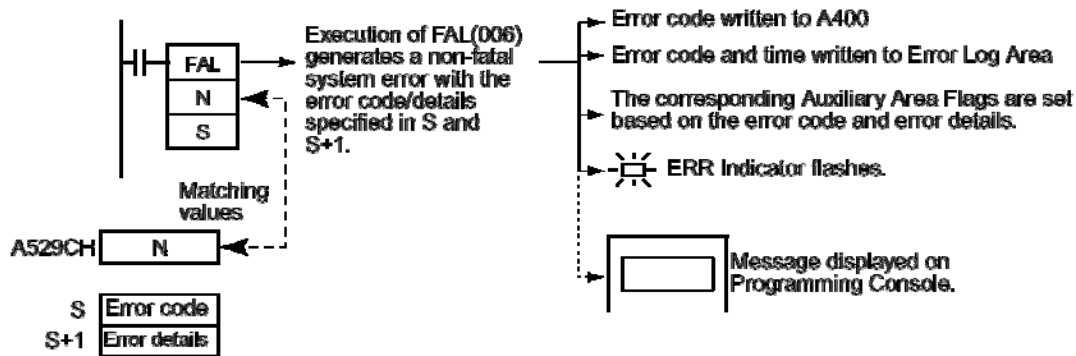 FAL
N
S
Execution of FAL(006)
generates a non-fatal
system error with the
error code/details
specified in S and
S+1.
Error code written to A400
Error code and time written to Error Log Area
The corresponding Auxiliary Area Flags are set
based on the error code and error details.
ERR Indicator flashes.
Message displayed on
Programming Console.
Matching
values
A529CH N
S Error code
S+1 Error details